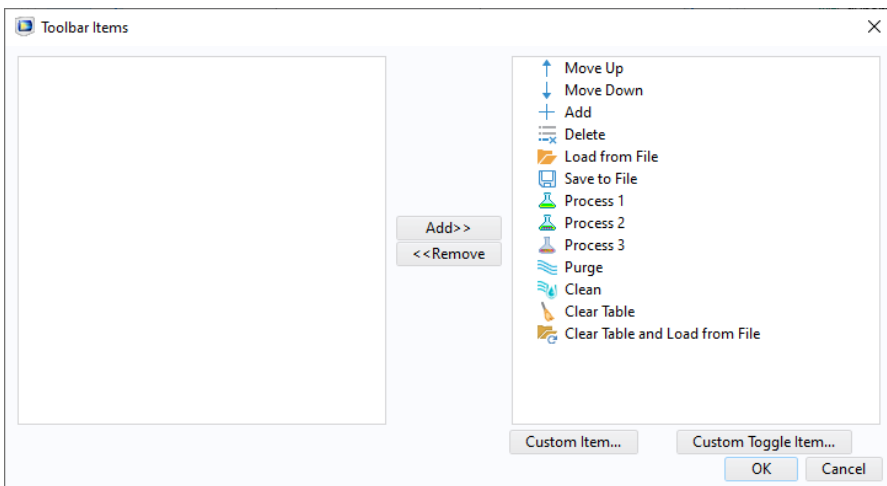 Toolbar Items
Move Up
Move Down
Add
Delete
Load from File
Save to File
Process 1
Process 2
Process 3
Purge
Clean
Clear Table
Clear Table and Load from File
Add>>
<<Remove
Custom Item...
Custom Toggle Item...
OK
Cancel